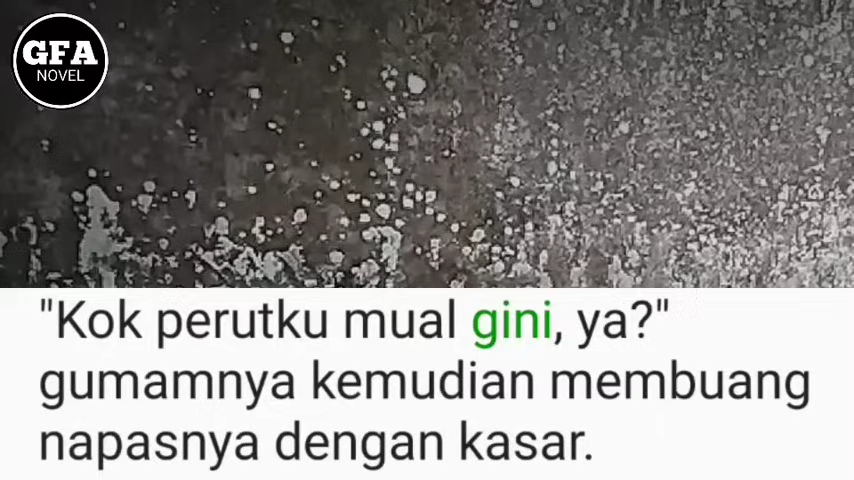 GFA
NOVEL
"Kok perutku mual gini, ya?"
gumamnya kemudian membuang
napasnya dengan kasar.